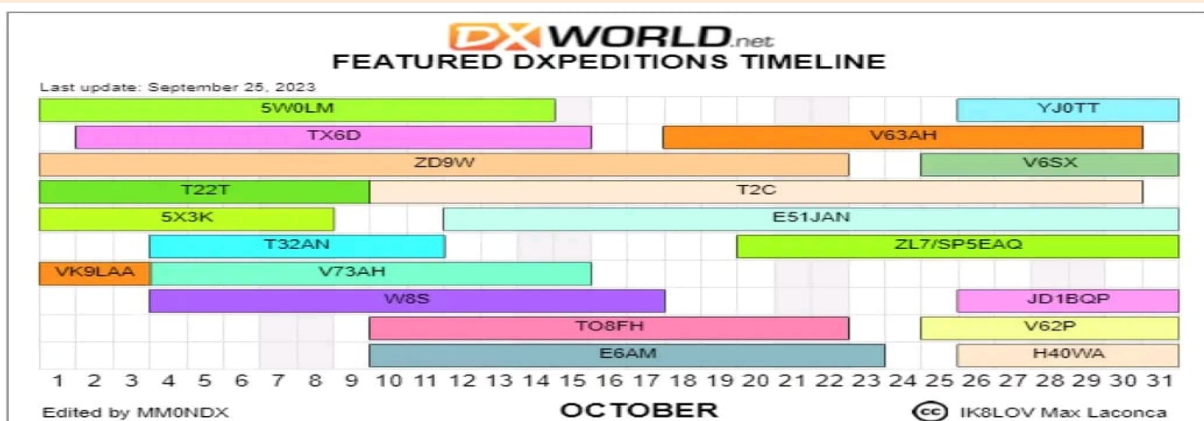 DX WORLD.net
FEATURED DXPEDITIONS TIMELINE
Last update: September 25, 2023
5W0LM YJ0TT
TX6D V63AH
ZD9W V6SX
T22T T2C
5X3K E51JAN
T32AN ZL7/SP5EAQ
VK9LAA V73AH
W8S JD1BQP
TO8FH V62P
E6AM H40WA
1 2 3 4 5 6 7 8 9 10 11 12 13 14 15 16 17 18 19 20 21 22 23 24 25 26 27 28 29 30 31
Edited by MM0NDX OCTOBER cc IK8LOV Max Laconca